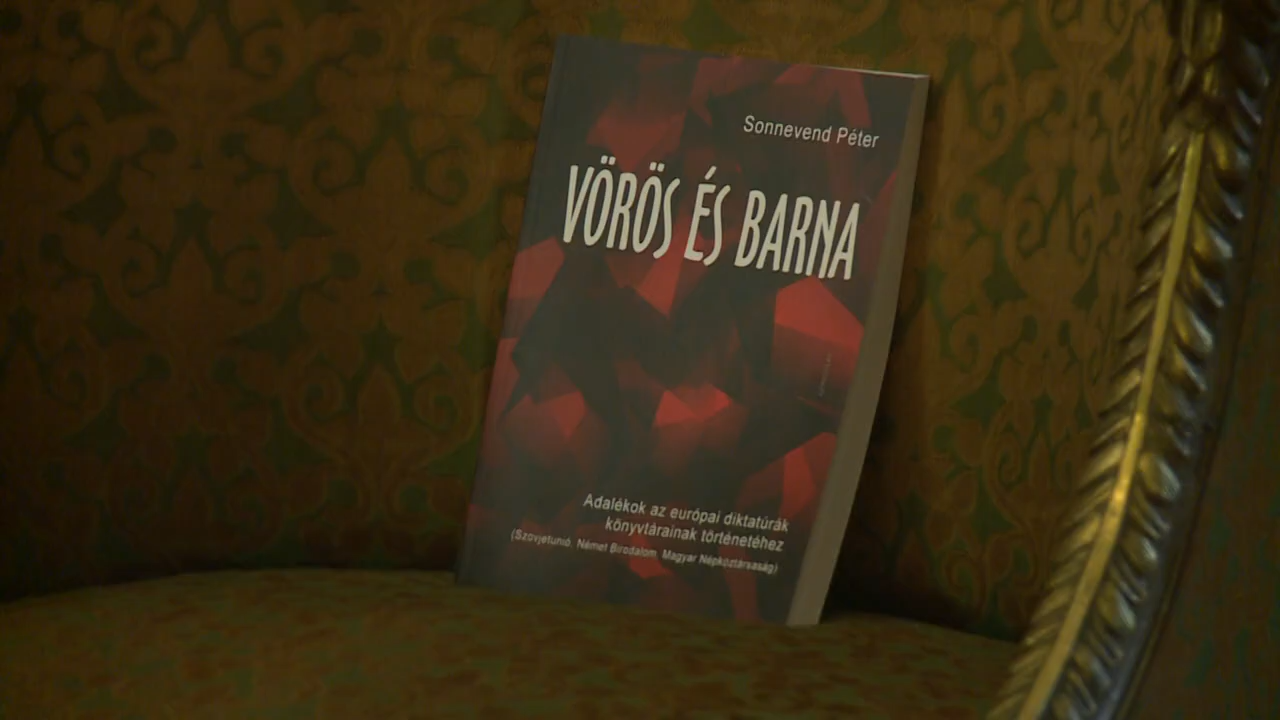 Sonnevend Péter
VÖRÖS ÉS BARNA
Adalékok az európai diktatúrák
könyvtárainak történetéhez
(Szovjetunió, Német Birodalom, Magyar Népköztársaság)